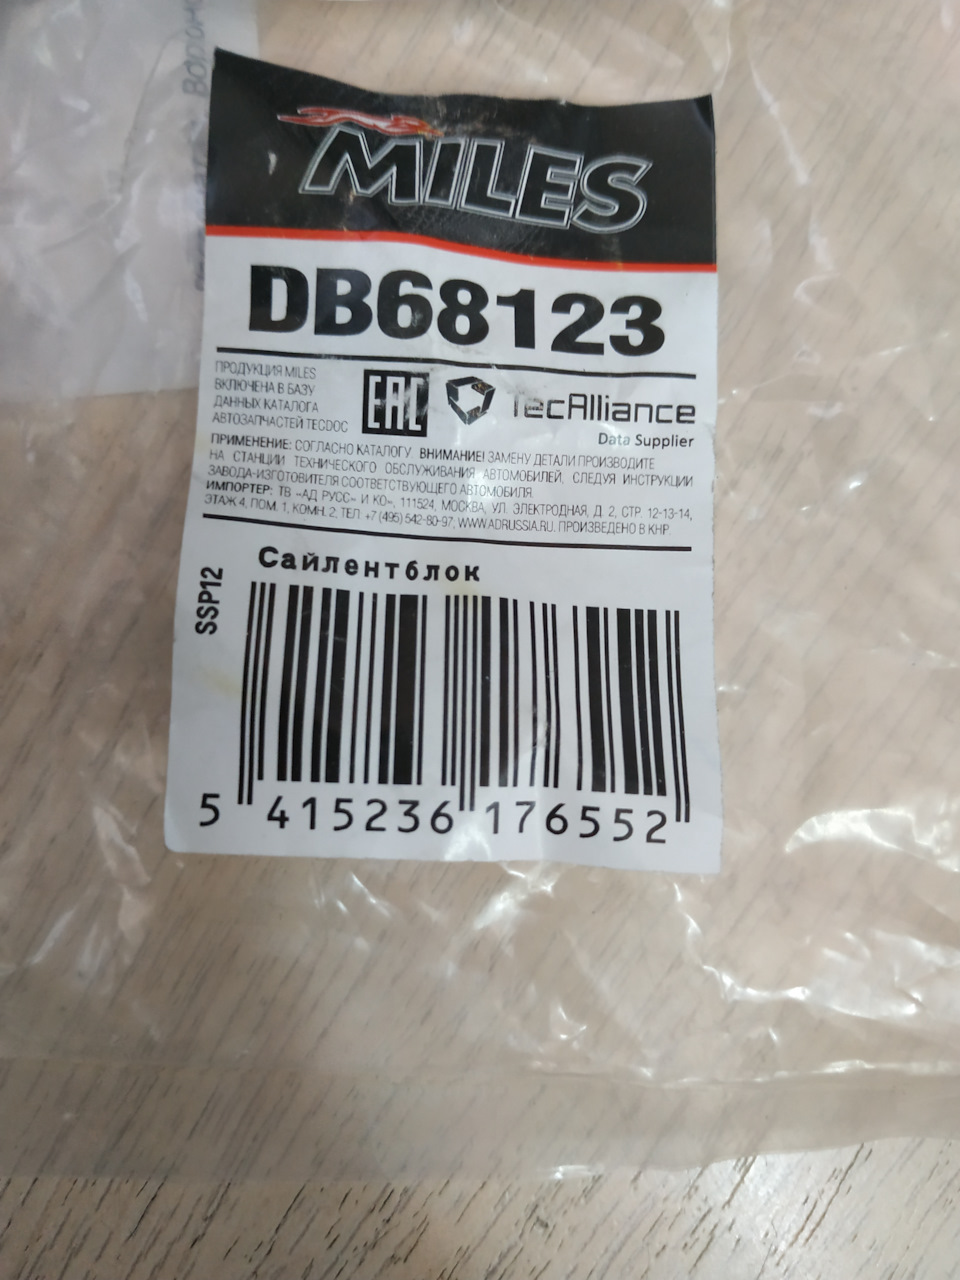 MILES
DB68123
ПРОДУКЦИЯ MILES
ВКЛЮЧЕНА В БАЗУ
ДАННЫХ КАТАЛОГА
АВТОЗАПЧАСТЕЙ TECDOC
EAC
TecAlliance
Data Supplier
ПРИМЕНЕНИЕ: СОГЛАСНО КАТАЛОГУ. ВНИМАНИЕ! ЗАМЕНУ ДЕТАЛИ ПРОИЗВОДИТЕ
НА СТАНЦИИ ТЕХНИЧЕСКОГО ОБСЛУЖИВАНИЯ АВТОМОБИЛЕЙ, СЛЕДУЯ ИНСТРУКЦИИ
ЗАВОДА-ИЗГОТОВИТЕЛЯ СООТВЕТСТВУЮЩЕГО АВТОМОБИЛЯ.
ИМПОРТЕР: ТВ «АД РУСС» И КО», 111524, МОСКВА, УЛ. ЭЛЕКТРОДНАЯ, Д. 2, СТР. 12-13-14,
ЭТАЖ 4, ПОМ. 1, КОМН. 2; ТЕЛ. +7 (495) 542-80-97; WWW.ADRUSSIA.RU. ПРОИЗВЕДЕНО В КНР.
Сайлентблок
SSP12
5 415236 176552